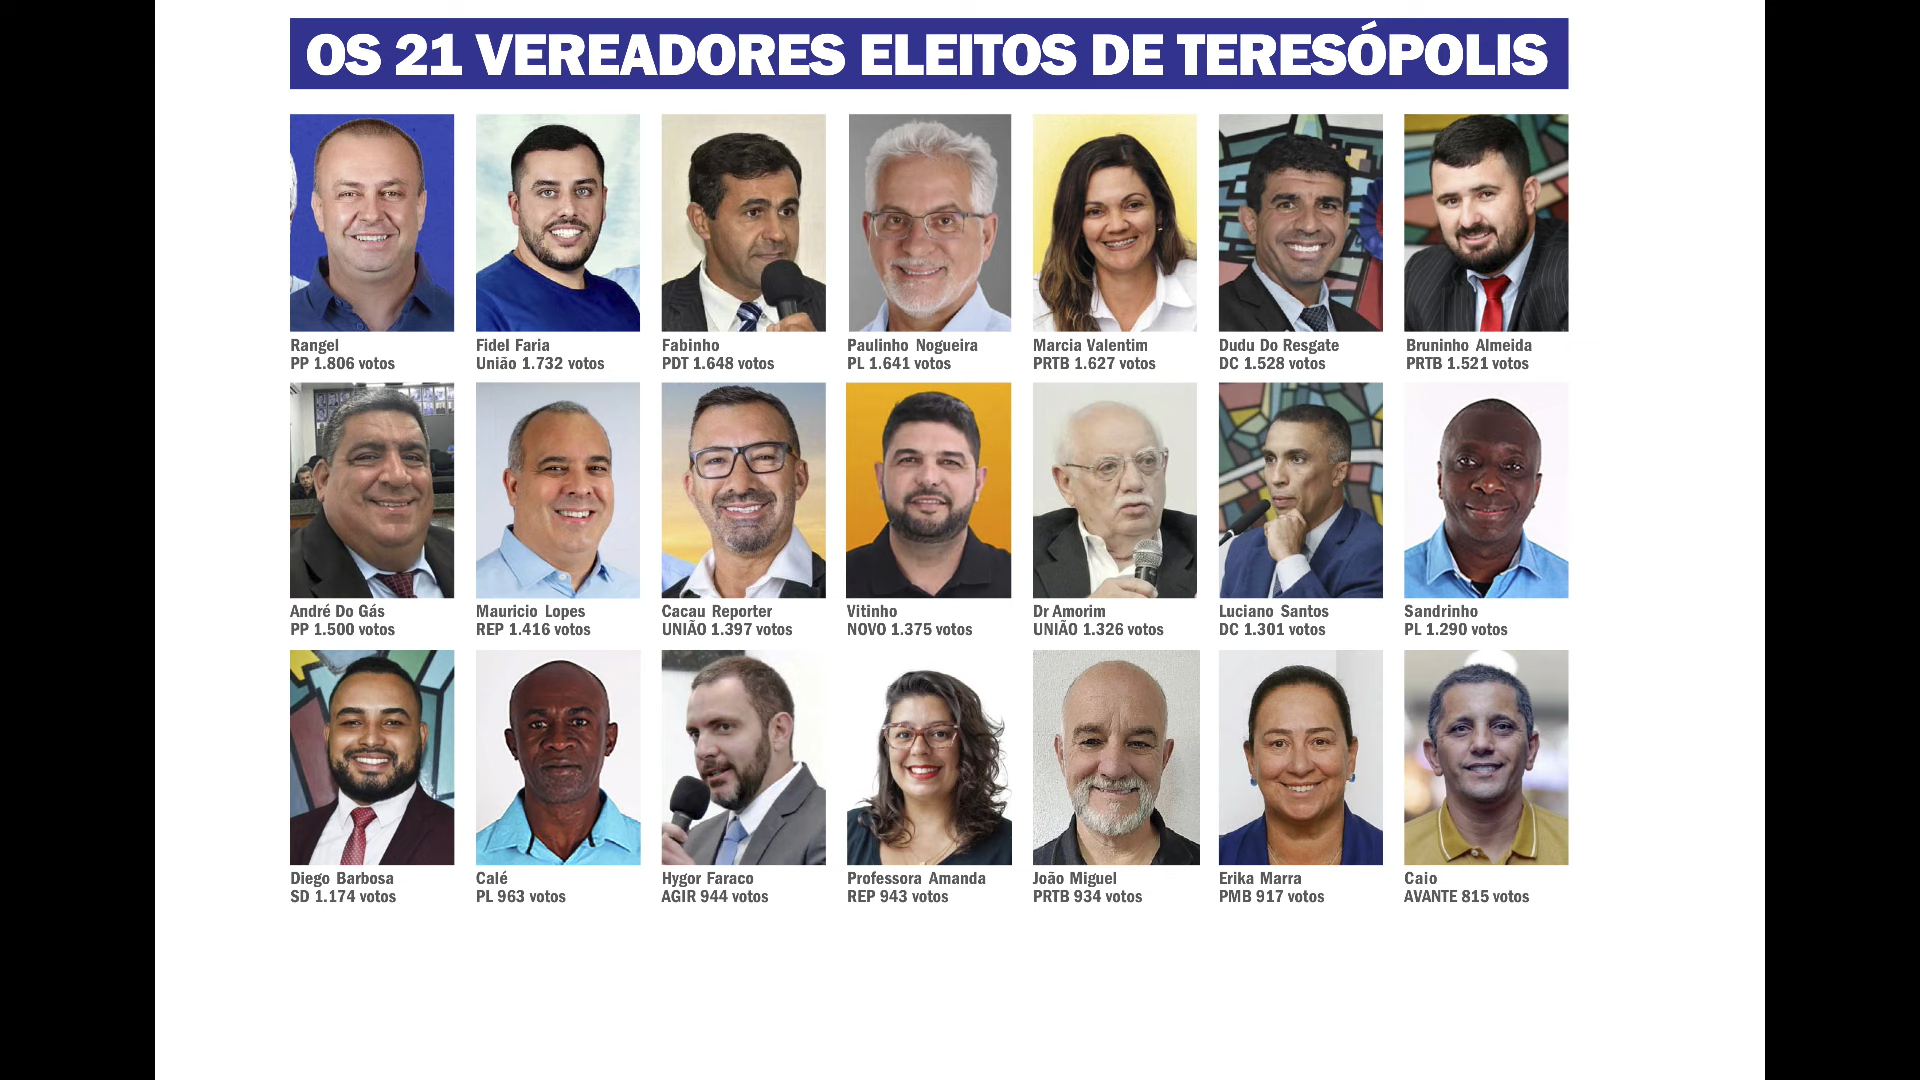 OS 21 VEREADORES ELEITOS DE TERESÓPOLIS
Rangel
PP 1.806 votos
Fidel Faria
União 1.732 votos
Fabinho
PDT 1.648 votos
Paulinho Nogueira
PL 1.641 votos
Marcia Valentim
PRTB 1.627 votos
Dudu Do Resgate
DC 1.528 votos
Bruninho Almeida
PRTB 1.521 votos
André Do Gás
PP 1.500 votos
Mauricio Lopes
REP 1.416 votos
Cacau Reporter
UNIÃO 1.397 votos
Vitinho
NOVO 1.375 votos
Dr Amorim
UNIÃO 1.326 votos
Luciano Santos
DC 1.301 votos
Sandrinho
PL 1.290 votos
Diego Barbosa
SD 1.174 votos
Calé
PL 963 votos
Hygor Faraco
AGIR 944 votos
Professora Amanda
REP 943 votos
João Miguel
PRTB 934 votos
Erika Marra
PMB 917 votos
Caio
AVANTE 815 votos